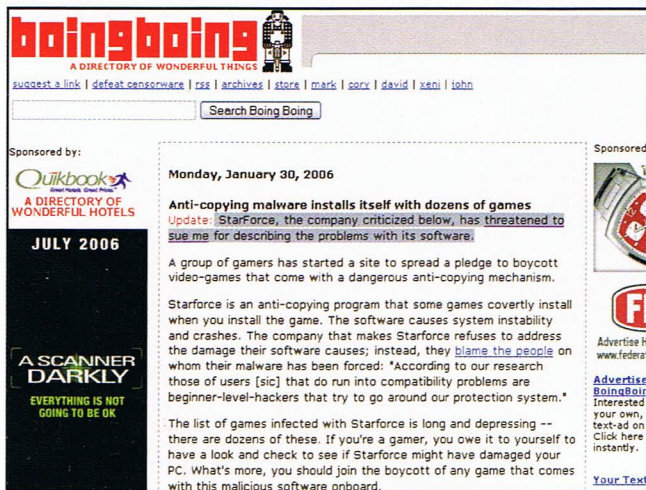 boingboing
A DIRECTORY OF WONDERFUL THINGS
suggest a link | defeat censorware | rss | archives | store | mark | cory | david | xeni | john
Search Boing Boing
Sponsored by:
Quikbook
Great Hotels. Great Prices.
A DIRECTORY OF
WONDERFUL HOTELS
JULY 2006
A SCANNER
DARKLY
EVERYTHING IS NOT
GOING TO BE OK
Monday, January 30, 2006
Anti-copying malware installs itself with dozens of games
Update: StarForce, the company criticized below, has threatened to
sue me for describing the problems with its software.
A group of gamers has started a site to spread a pledge to boycott
video-games that come with a dangerous anti-copying mechanism.
Starforce is an anti-copying program that some games covertly install
when you install the game. The software causes system instability
and crashes. The company that makes Starforce refuses to address
the damage their software causes; instead, they blame the people on
whom their malware has been forced: "According to our research
those of users [sic] that do run into compatibility problems are
beginner-level-hackers that try to go around our protection system."
The list of games infected with Starforce is long and depressing --
there are dozens of these. If you're a gamer, you owe it to yourself to
have a look and check to see if Starforce might have damaged your
PC. What's more, you should join the boycott of any game that comes
with this malicious software onboard.
Sponsored
F
Advertise H
www.federa
Advertise
BoingBoin
Interested
your own,
text-ad on
Click here
instantly.
Your Text